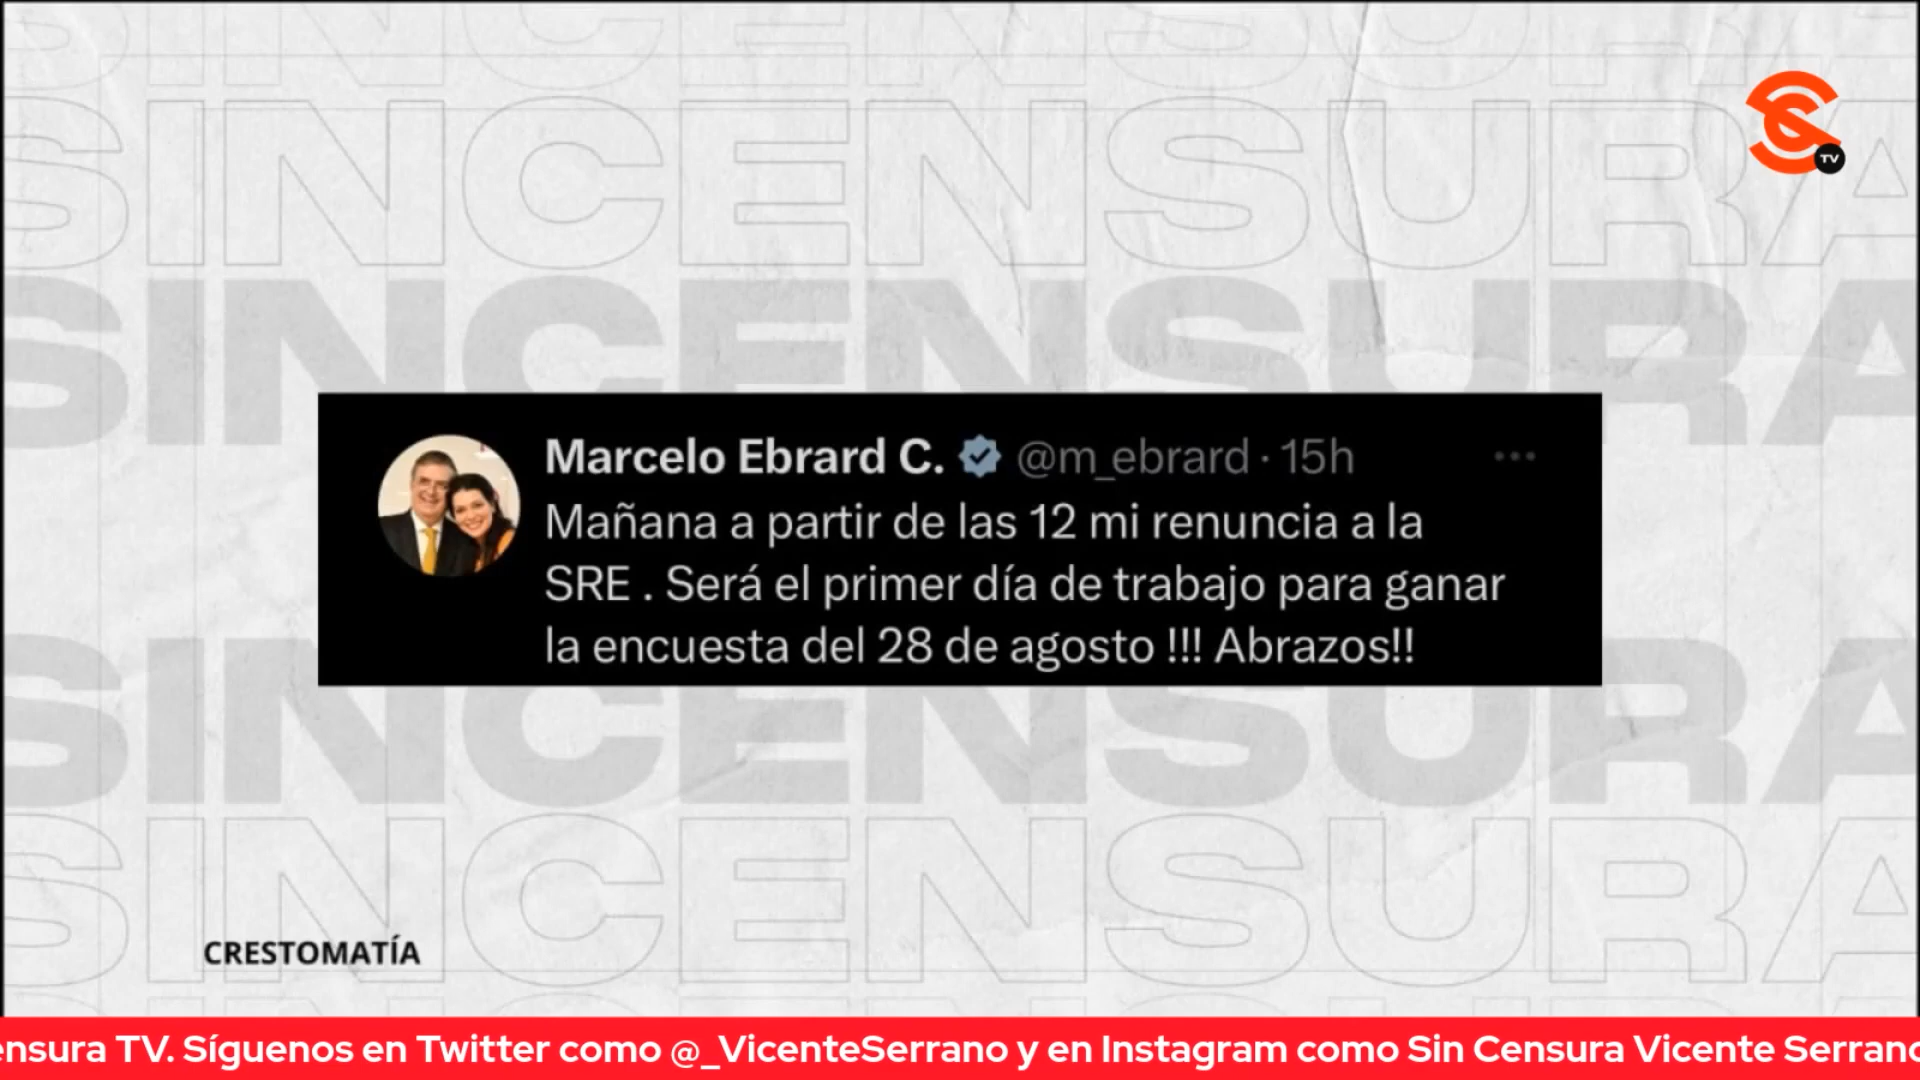 SINCENSURA
SINCENSURA
TV
SINCENSURA
Marcelo Ebrard C. @m_ebrard · 15h
Mañana a partir de las 12 mi renuncia a la
SRE . Será el primer día de trabajo para ganar
la encuesta del 28 de agosto !!! Abrazos!!
SINCENSURA
SINCENSURA
CRESTOMATÍA
ensura TV. Síguenos en Twitter como @_VicenteSerrano y en Instagram como Sin Censura Vicente Serrano